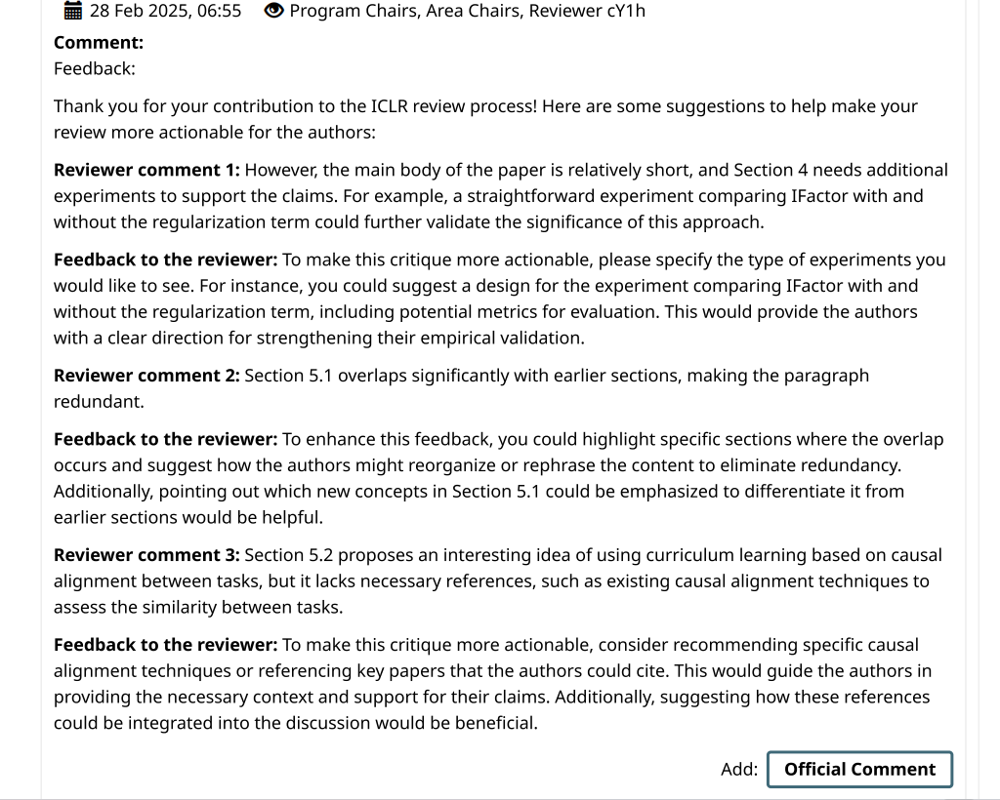 28 Feb 2025, 06:55 Program Chairs, Area Chairs, Reviewer cY1h
Comment:
Feedback:
Thank you for your contribution to the ICLR review process! Here are some suggestions to help make your
review more actionable for the authors:
Reviewer comment 1: However, the main body of the paper is relatively short, and Section 4 needs additional
experiments to support the claims. For example, a straightforward experiment comparing IFactor with and
without the regularization term could further validate the significance of this approach.
Feedback to the reviewer: To make this critique more actionable, please specify the type of experiments you
would like to see. For instance, you could suggest a design for the experiment comparing IFactor with and
without the regularization term, including potential metrics for evaluation. This would provide the authors
with a clear direction for strengthening their empirical validation.
Reviewer comment 2: Section 5.1 overlaps significantly with earlier sections, making the paragraph
redundant.
Feedback to the reviewer: To enhance this feedback, you could highlight specific sections where the overlap
occurs and suggest how the authors might reorganize or rephrase the content to eliminate redundancy.
Additionally, pointing out which new concepts in Section 5.1 could be emphasized to differentiate it from
earlier sections would be helpful.
Reviewer comment 3: Section 5.2 proposes an interesting idea of using curriculum learning based on causal
alignment between tasks, but it lacks necessary references, such as existing causal alignment techniques to
assess the similarity between tasks.
Feedback to the reviewer: To make this critique more actionable, consider recommending specific causal
alignment techniques or referencing key papers that the authors could cite. This would guide the authors in
providing the necessary context and support for their claims. Additionally, suggesting how these references
could be integrated into the discussion would be beneficial.
Add: Official Comment